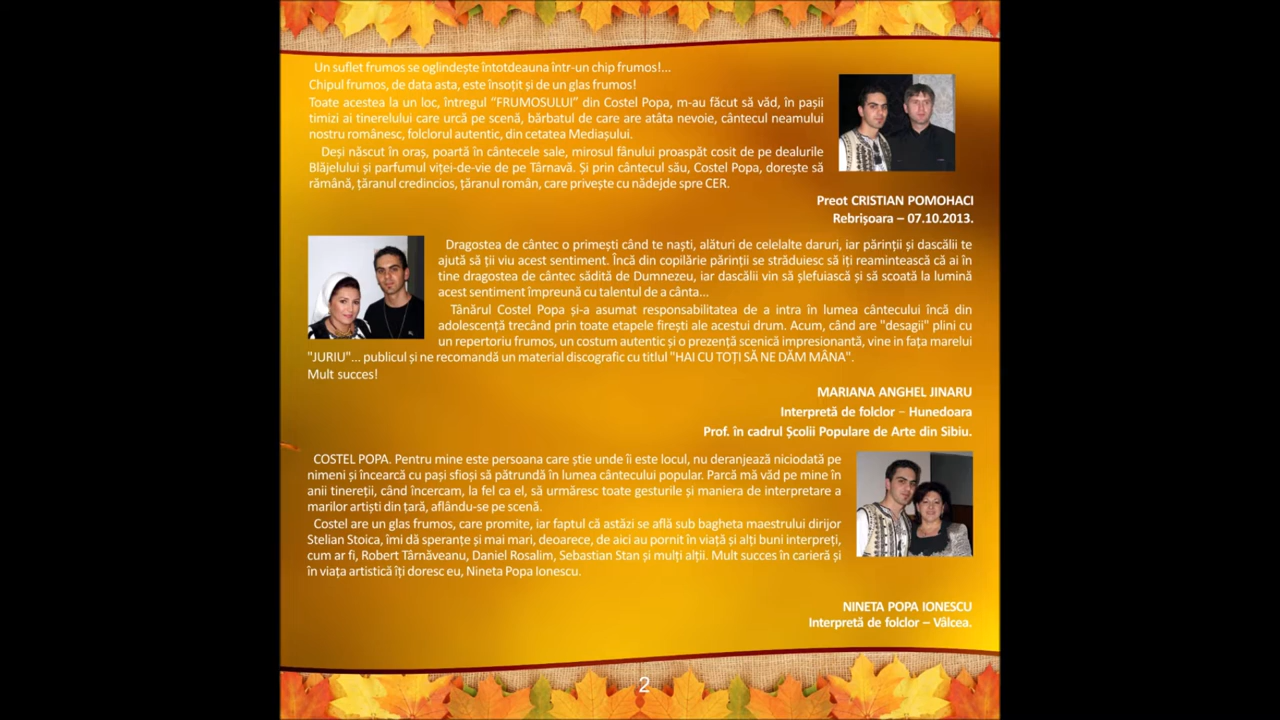 Un suflet frumos se oglindește întotdeauna într-un chip frumos!...
Chipul frumos, de data asta, este însoțit și de un glas frumos!
Toate acestea la un loc, întregul "FRUMOSULUI" din Costel Popa, m-au făcut să văd, în pașii
timizi ai tinerelului care urcă pe scenă, bărbatul de care are atâta nevoie, cântecul neamului
nostru românesc, folclorul autentic, din cetatea Mediașului.
Deși născut în oraș, poartă în cântecele sale, mirosul fânului proaspăt cosit de pe dealurile
Blăjelului și parfumul viței-de-vie de pe Târnavă. Și prin cântecul său, Costel Popa, dorește să
rămână, țăranul credincios, țăranul român, care privește cu nădejde spre CER.
Preot CRISTIAN POMOHACI
Rebrișoara – 07.10.2013.
Dragostea de cântec o primești când te naști, alături de celelalte daruri, iar părinții și dascălii te
ajută să ții viu acest sentiment. Încă din copilărie părinții se străduiesc să iți reamintească că ai în
tine dragostea de cântec sădită de Dumnezeu, iar dascălii vin să șlefuiască și să scoată la lumină
acest sentiment împreună cu talentul de a cânta...
Tânărul Costel Popa și-a asumat responsabilitatea de a intra în lumea cântecului încă din
adolescență trecând prin toate etapele firești ale acestui drum. Acum, când are "desagii" plini cu
un repertoriu frumos, un costum autentic și o prezență scenică impresionantă, vine in fața marelui
"JURIU"... publicul și ne recomandă un material discografic cu titlul "HAI CU TOȚI SĂ NE DĂM MÂNA".
Mult succes!
MARIANA ANGHEL JINARU
Interpretă de folclor – Hunedoara
Prof. în cadrul Școlii Populare de Arte din Sibiu.
COSTEL POPA. Pentru mine este persoana care știe unde îi este locul, nu deranjează niciodată pe
nimeni și încearcă cu pași sfioși să pătrundă în lumea cântecului popular. Parcă mă văd pe mine în
anii tinereții, când încercam, la fel ca el, să urmăresc toate gesturile și maniera de interpretare a
marilor artiști din țară, aflându-se pe scenă.
Costel are un glas frumos, care promite, iar faptul că astăzi se află sub bagheta maestrului dirijor
Stelian Stoica, îmi dă speranțe și mai mari, deoarece, de aici au pornit în viață și alți buni interpreți,
cum ar fi, Robert Târnăveanu, Daniel Rosalim, Sebastian Stan și mulți alții. Mult succes în carieră și
în viața artistică îți doresc eu, Nineta Popa Ionescu.
NINETA POPA IONESCU
Interpretă de folclor – Vâlcea.
2